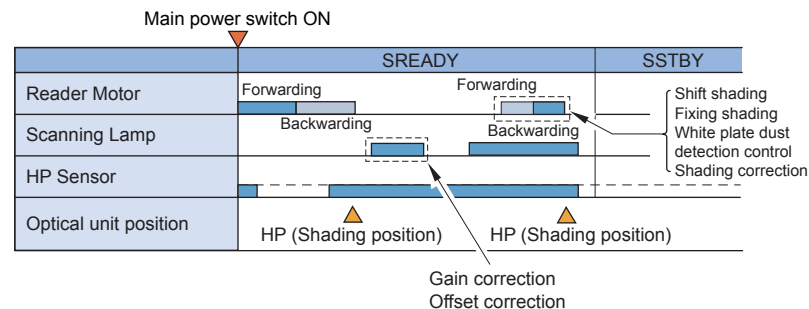 Main power switch ON
SREADY
SSTBY
Reader Motor
Forwarding
Backwarding
Forwarding
Backwarding
Shift shading
Fixing shading
White plate dust
detection control
Shading correction
Scanning Lamp
HP Sensor
Optical unit position
HP (Shading position)
HP (Shading position)
Gain correction
Offset correction